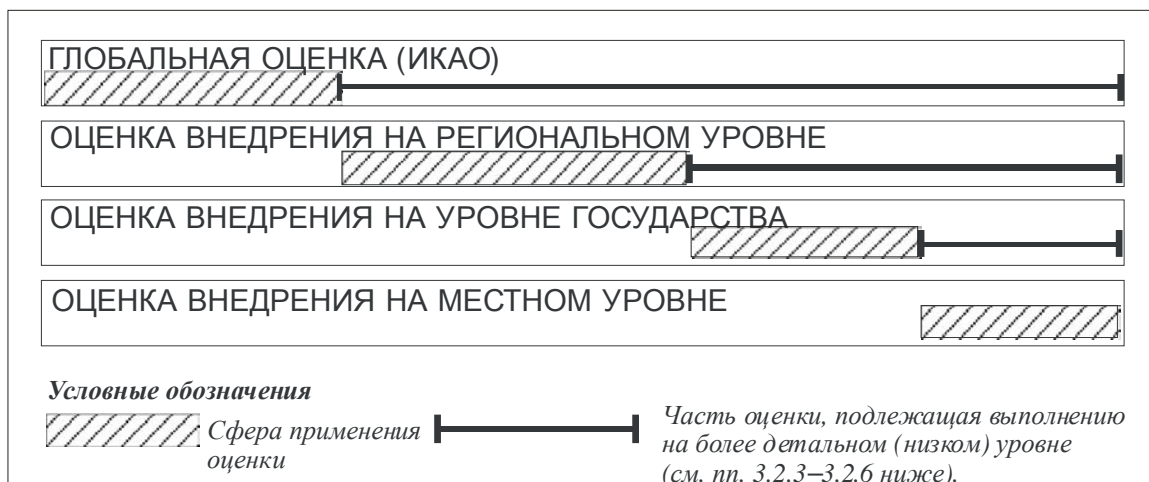 ГЛОБАЛЬНАЯ ОЦЕНКА (ИКАО)
ОЦЕНКА ВНЕДРЕНИЯ НА РЕГИОНАЛЬНОМ УРОВНЕ
ОЦЕНКА ВНЕДРЕНИЯ НА УРОВНЕ ГОСУДАРСТВА
ОЦЕНКА ВНЕДРЕНИЯ НА МЕСТНОМ УРОВНЕ
Условные обозначения
Сфера применения
оценки
Часть оценки, подлежащая выполнению
на более детальном (низком) уровне
(см. пп. 3.2.3–3.2.6 ниже).